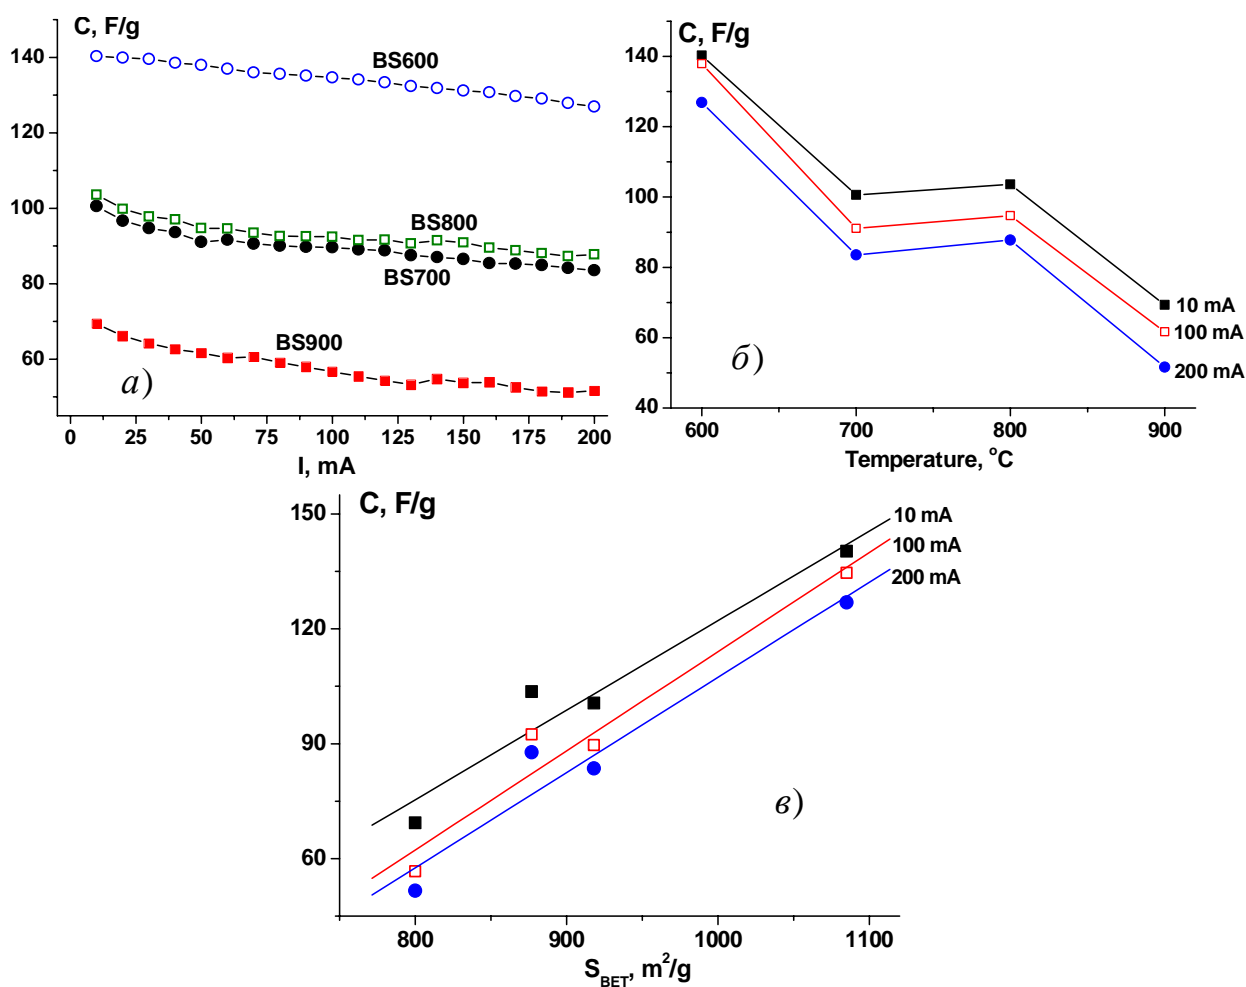 C, F/g
140
120
100
80
60
BS600
BS800
BS700
BS900
а)
0 25 50 75 100 125 150 175 200
I, mA
C, F/g
140
120
100
80
60
40
10 mA
100 mA
200 mA
б)
600 700 800 900
Temperature, °C
C, F/g
150
120
90
60
10 mA
100 mA
200 mA
в)
800 900 1000 1100
S_BET, m²/g